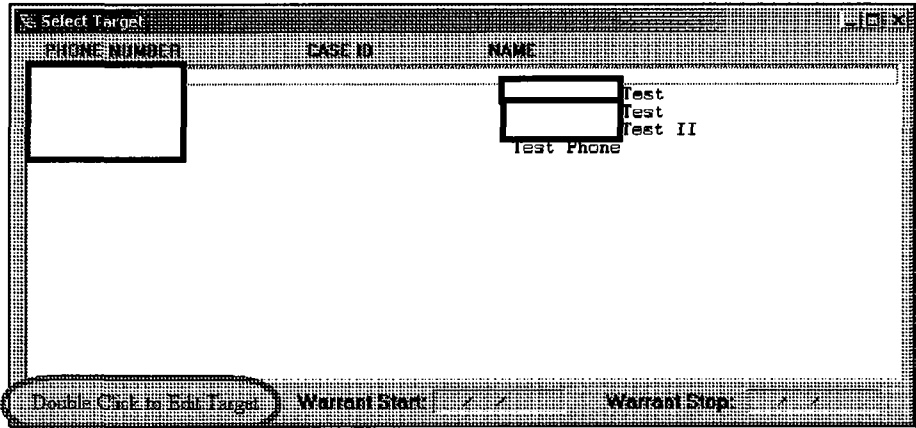 Select Target
PHONE NUMBER CASE ID NAME
Test
Test
Test II
Test Phone
Double Click to Edit Target Warrant Start: / / Warrant Stop: / /